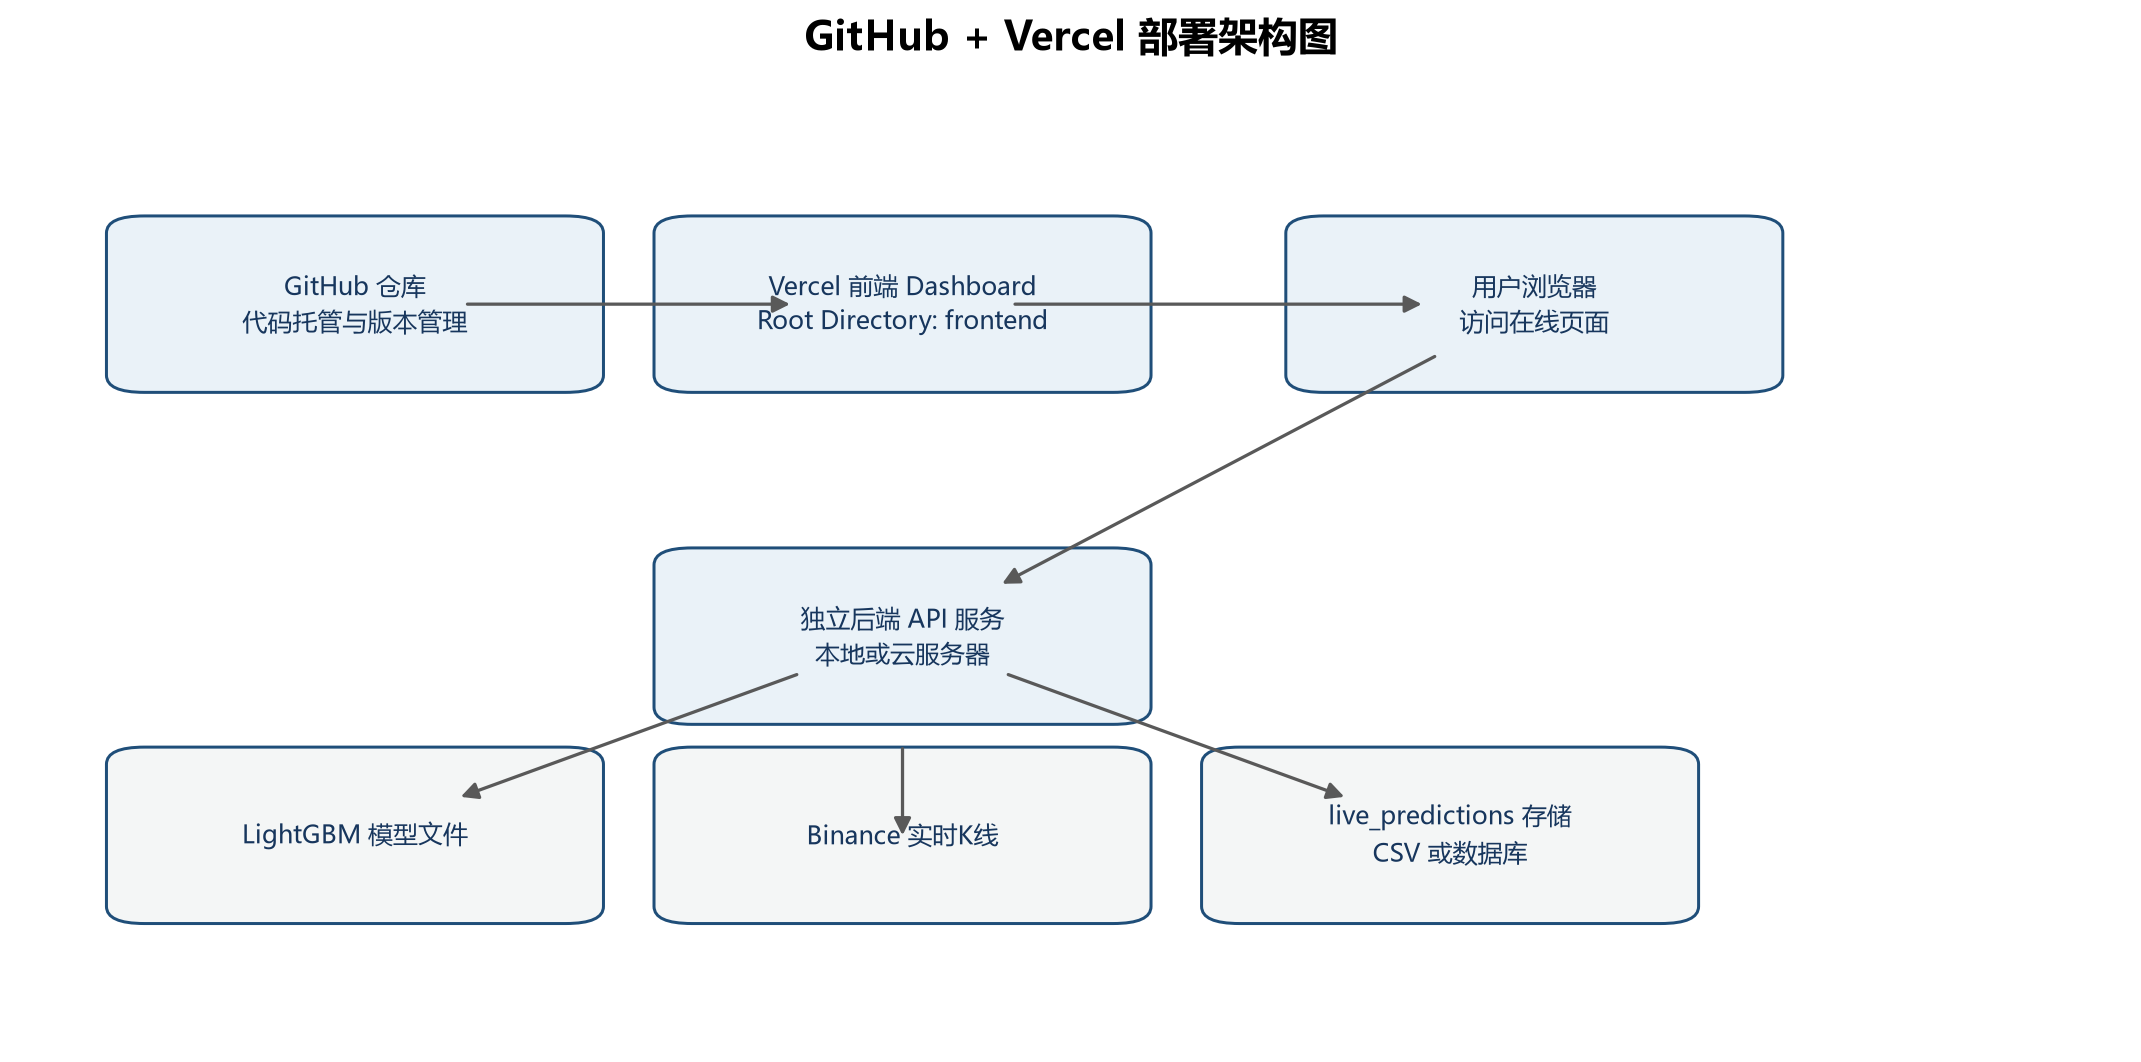 GitHub + Vercel 部署架构图
GitHub 仓库
代码托管与版本管理
Vercel 前端 Dashboard
Root Directory: frontend
用户浏览器
访问在线页面
独立后端 API 服务
本地或云服务器
LightGBM 模型文件
Binance 实时K线
live_predictions 存储
CSV 或数据库